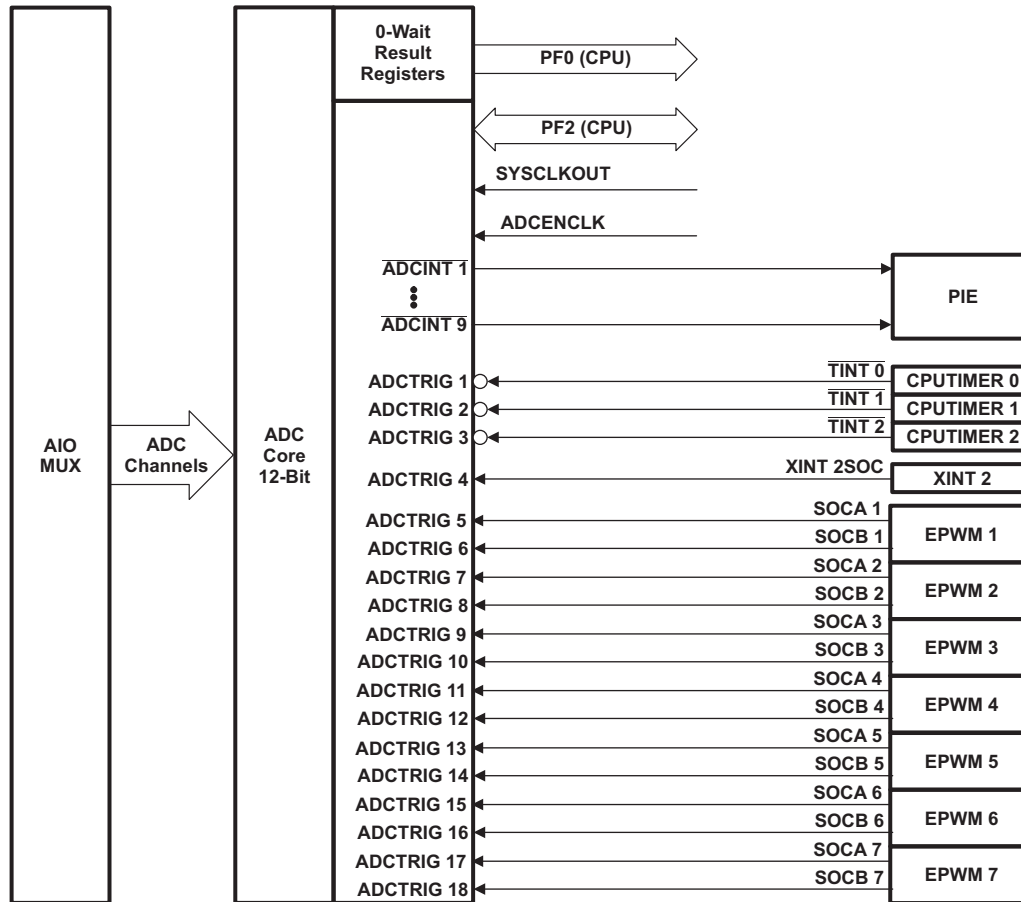 0-Wait
Result
Registers
PF0 (CPU)
PF2 (CPU)
SYSCLKOUT
ADCENCLK
ADCINT 1
ADCINT 9
PIE
ADCTRIG 1
TINT 0
CPUTIMER 0
ADCTRIG 2
TINT 1
CPUTIMER 1
ADCTRIG 3
TINT 2
CPUTIMER 2
AIO
MUX
ADC
Channels
ADC
Core
12-Bit
ADCTRIG 4
XINT 2SOC
XINT 2
ADCTRIG 5
SOCA 1
EPWM 1
ADCTRIG 6
SOCB 1
ADCTRIG 7
SOCA 2
EPWM 2
ADCTRIG 8
SOCB 2
ADCTRIG 9
SOCA 3
EPWM 3
ADCTRIG 10
SOCB 3
ADCTRIG 11
SOCA 4
EPWM 4
ADCTRIG 12
SOCB 4
ADCTRIG 13
SOCA 5
EPWM 5
ADCTRIG 14
SOCB 5
ADCTRIG 15
SOCA 6
EPWM 6
ADCTRIG 16
SOCB 6
ADCTRIG 17
SOCA 7
EPWM 7
ADCTRIG 18
SOCB 7